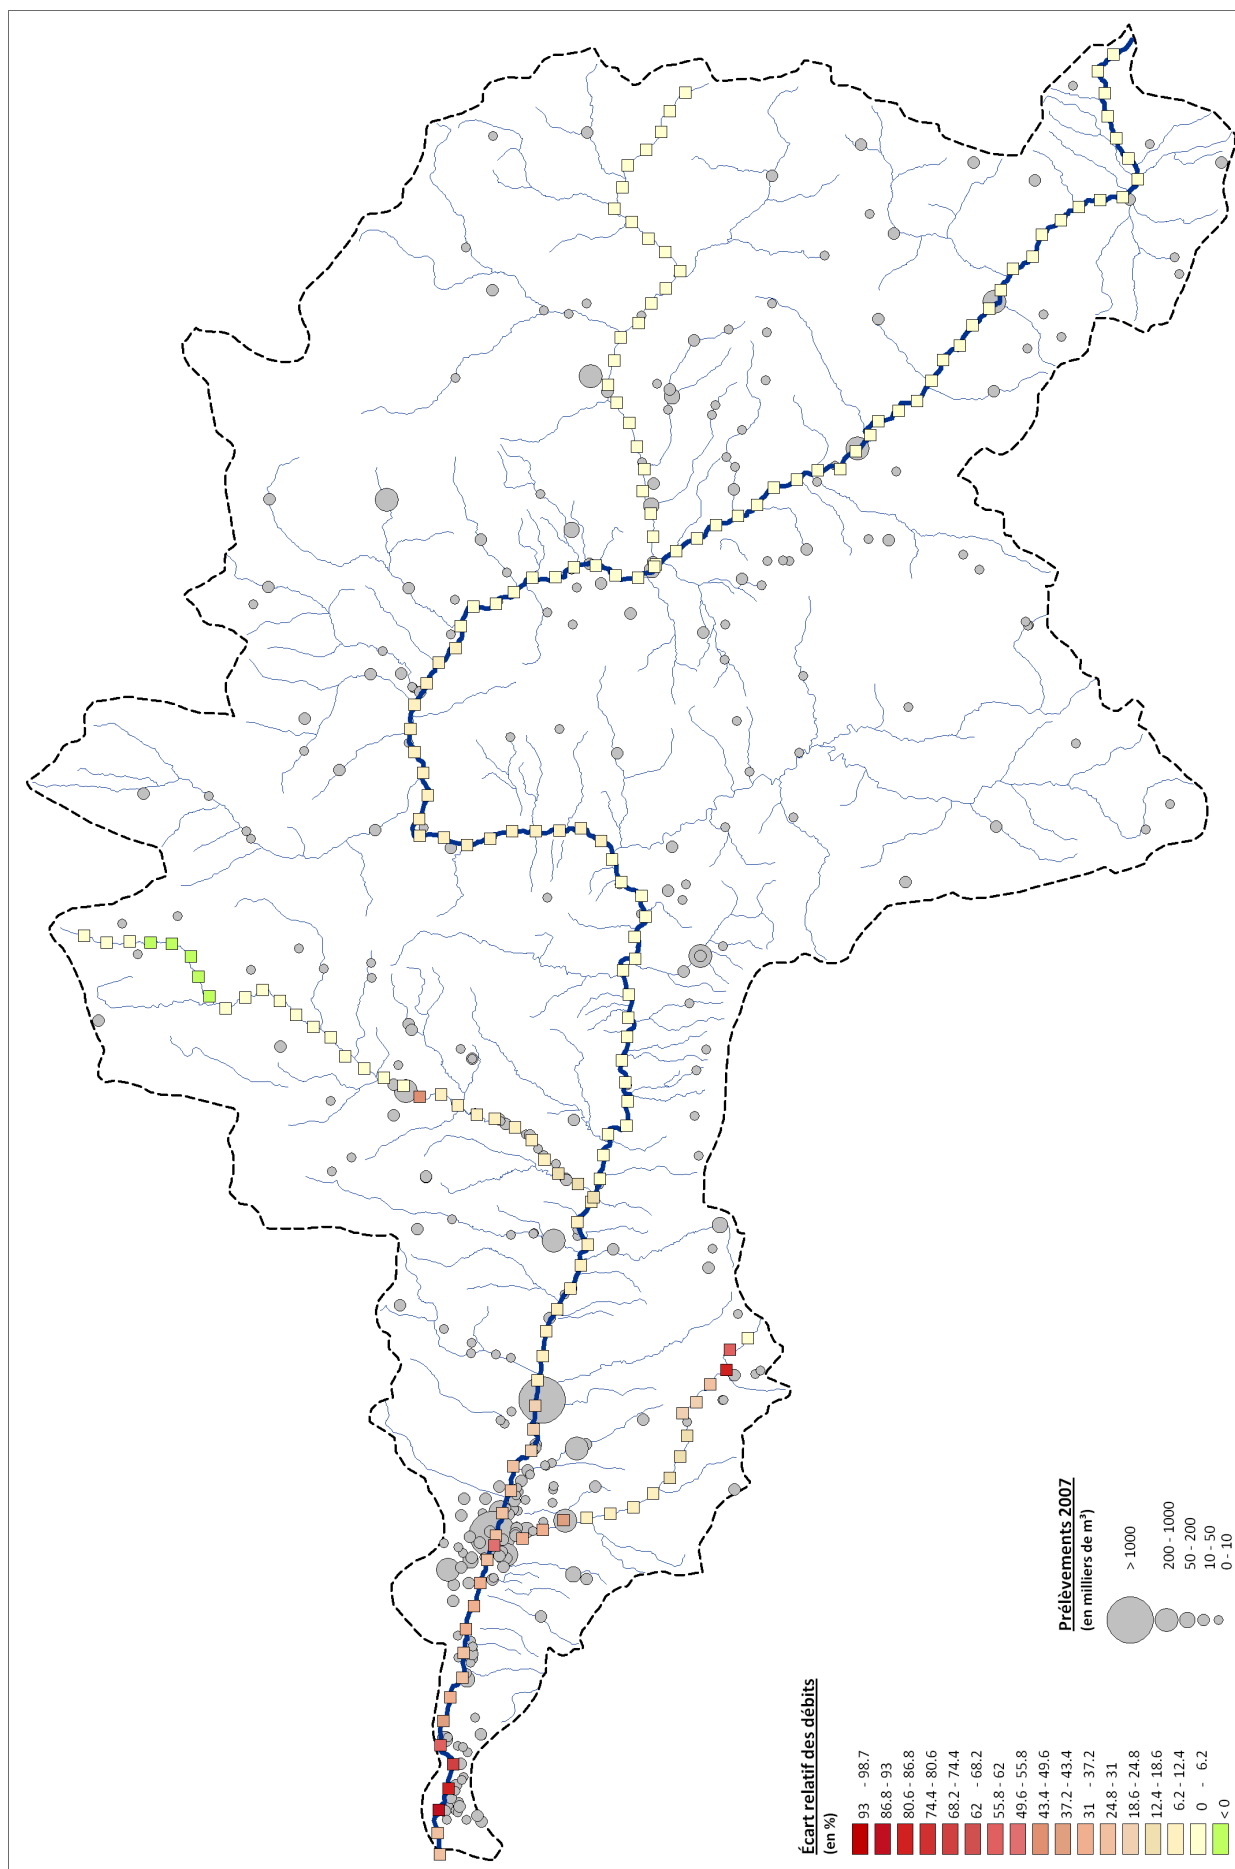 Écart relatif des débits
(en %)
93 - 98.7
86.8 - 93
80.6 - 86.8
74.4 - 80.6
68.2 - 74.4
62 - 68.2
55.8 - 62
49.6 - 55.8
43.4 - 49.6
37.2 - 43.4
31 - 37.2
24.8 - 31
18.6 - 24.8
12.4 - 18.6
6.2 - 12.4
0 - 6.2
< 0
Prélèvements 2007
(en milliers de m³)
> 1000
200 - 1000
50 - 200
10 - 50
0 - 10